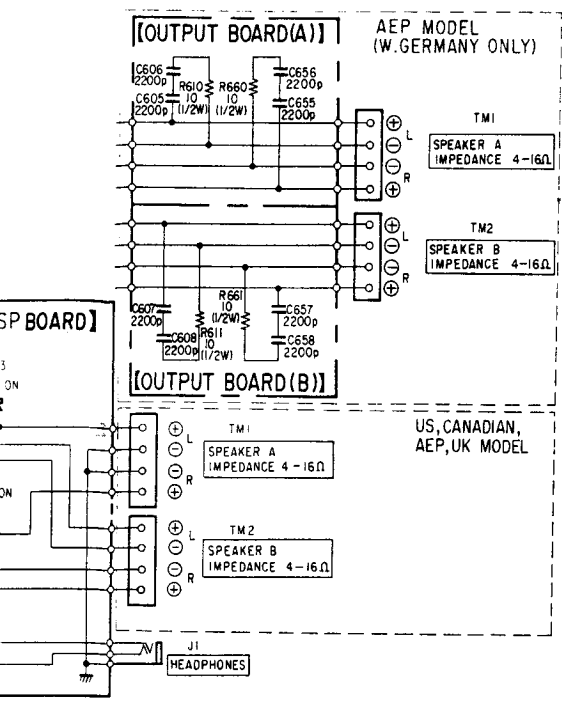 [OUTPUT BOARD(A)]
AEP MODEL
(W.GERMANY ONLY)
C606
2200p
C605
2200p
R610
10
(1/2W)
R660
10
(1/2W)
C656
2200p
C655
2200p
⊕
L
⊖
⊖
R
⊕
TM1
SPEAKER A
IMPEDANCE 4-16Ω
⊕
L
⊖
⊖
R
⊕
TM2
SPEAKER B
IMPEDANCE 4-16Ω
C607
2200p
C608
2200p
R611
10
(1/2W)
R661
10
(1/2W)
C657
2200p
C658
2200p
[OUTPUT BOARD(B)]
SP BOARD]
3
ON
ON
US, CANADIAN,
AEP, UK MODEL
⊕
L
⊖
⊖
R
⊕
TM1
SPEAKER A
IMPEDANCE 4-16Ω
⊕
L
⊖
⊖
R
⊕
TM2
SPEAKER B
IMPEDANCE 4-16Ω
J1
HEADPHONES